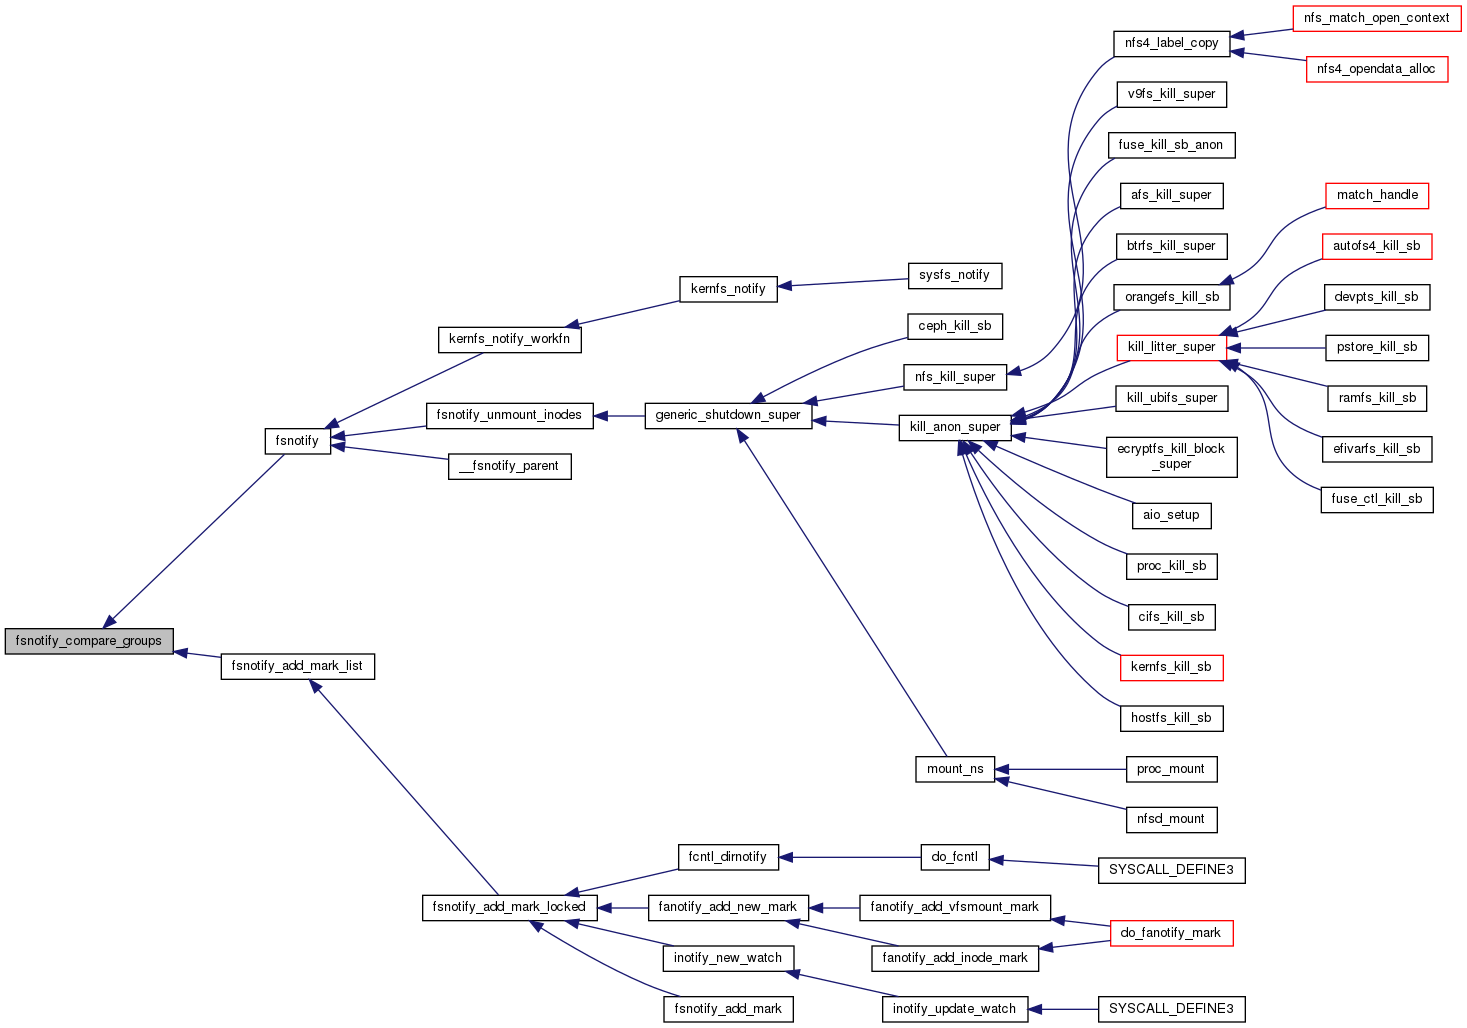 nfs_match_open_context
nfs4_label_copy
nfs4_opendata_alloc
v9fs_kill_super
fuse_kill_sb_anon
afs_kill_super
match_handle
btrfs_kill_super
autofs4_kill_sb
sysfs_notify
kernfs_notify
orangefs_kill_sb
devpts_kill_sb
ceph_kill_sb
kernfs_notify_workfn
kill_litter_super
pstore_kill_sb
nfs_kill_super
kill_ubifs_super
ramfs_kill_sb
fsnotify_unmount_inodes
generic_shutdown_super
kill_anon_super
fsnotify
ecryptfs_kill_block
_super
efivarfs_kill_sb
__fsnotify_parent
fuse_ctl_kill_sb
aio_setup
proc_kill_sb
cifs_kill_sb
fsnotify_compare_groups
fsnotify_add_mark_list
kernfs_kill_sb
hostfs_kill_sb
mount_ns
proc_mount
nfsd_mount
fcntl_dirnotify
do_fcntl
SYSCALL_DEFINE3
fsnotify_add_mark_locked
fanotify_add_new_mark
fanotify_add_vfsmount_mark
do_fanotify_mark
inotify_new_watch
fanotify_add_inode_mark
fsnotify_add_mark
inotify_update_watch
SYSCALL_DEFINE3